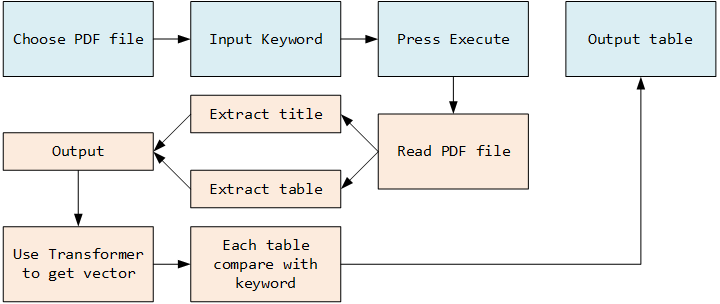 Choose PDF file
Input Keyword
Press Execute
Output table
Extract title
Output
Read PDF file
Extract table
Use Transformer
to get vector
Each table
compare with
keyword